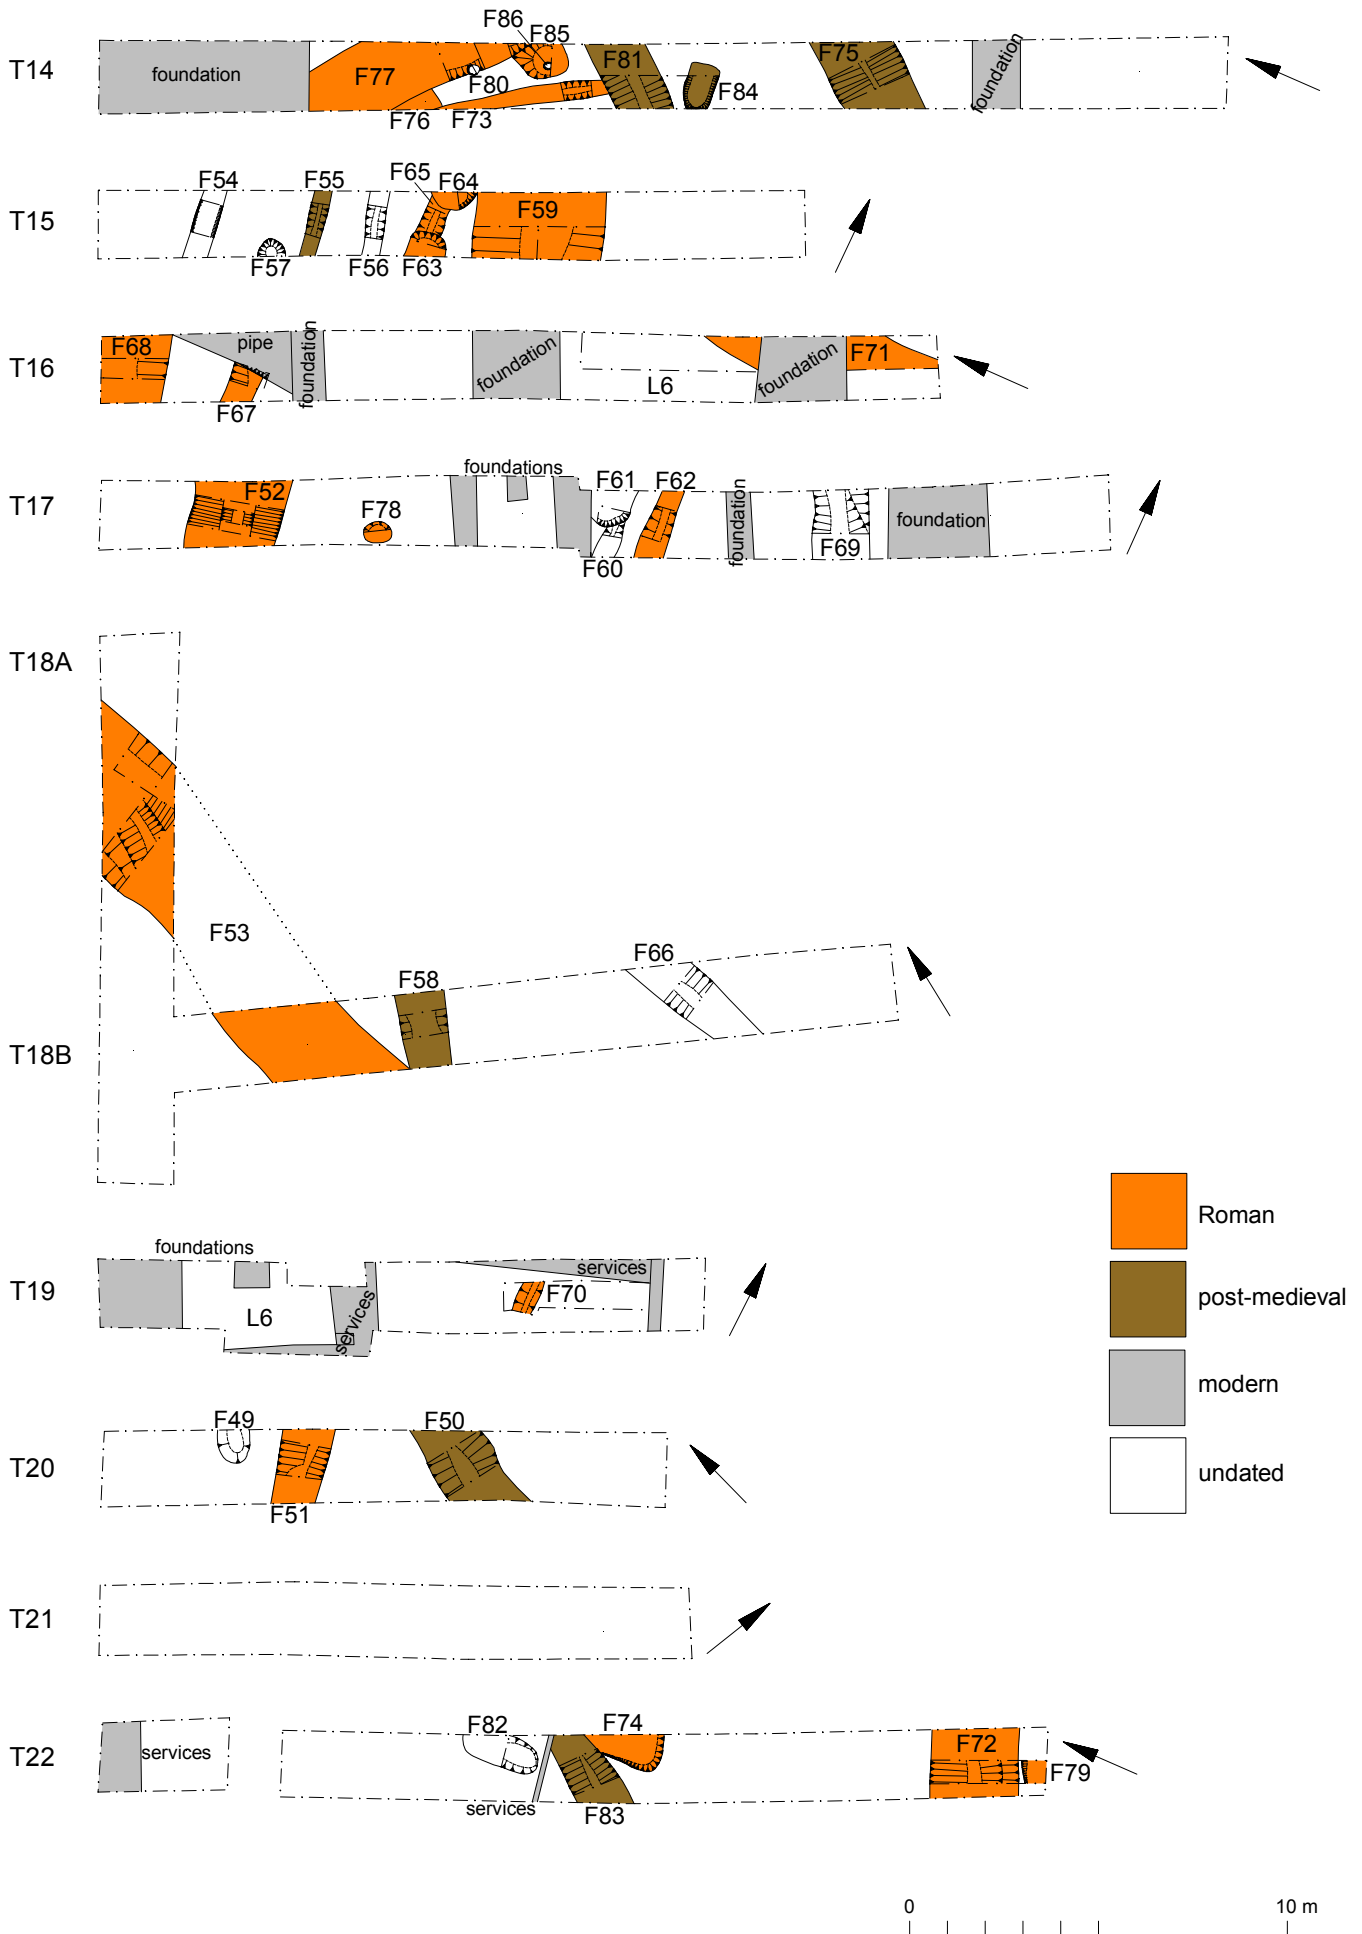 F86
F85
T14
foundation
F77
F80
F81
F84
F75
foundation
F76
F73
F65
F64
F54
F55
T15
F59
F57
F56
F63
T16
F68
pipe
foundation
foundation
L6
foundation
F71
F67
foundations
T17
F52
F78
F61
F62
foundation
F69
foundation
F60
T18A
F53
F58
F66
T18B
Roman
post-medieval
modern
undated
foundations
T19
L6
services
services
F70
F49
F50
T20
F51
T21
F82
F74
T22
services
F72
F79
services
F83
0
10 m